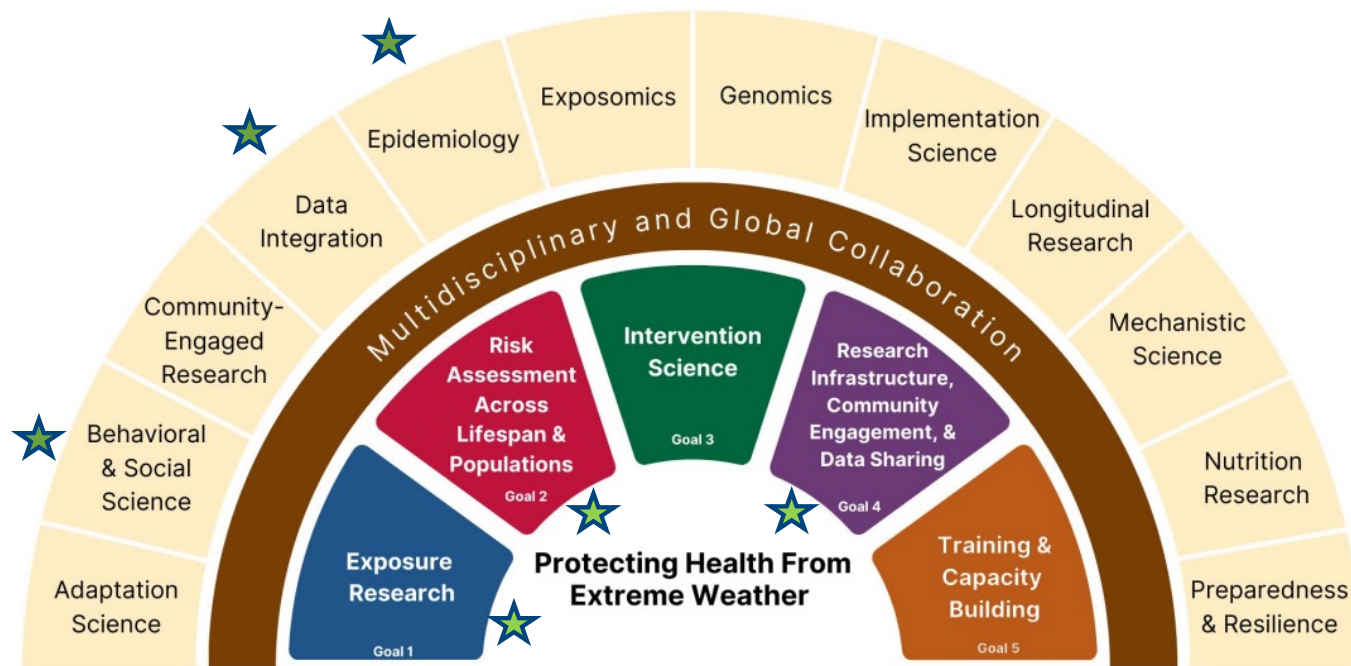 Adaptation
Science
Behavioral
& Social
Science
Community-
Engaged
Research
Data
Integration
Epidemiology
Exposomics
Genomics
Implementation
Science
Longitudinal
Research
Mechanistic
Science
Nutrition
Research
Preparedness
& Resilience
Multidisciplinary and Global Collaboration
Exposure
Research
Goal 1
Risk
Assessment
Across
Lifespan &
Populations
Goal 2
Intervention
Science
Goal 3
Research
Infrastructure,
Community
Engagement, &
Data Sharing
Goal 4
Training &
Capacity
Building
Goal 5
Protecting Health From
Extreme Weather